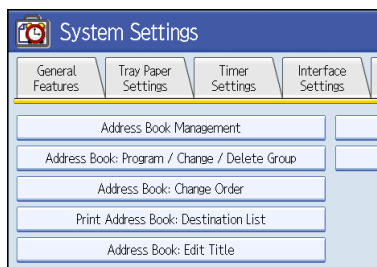 System Settings
General Features
Tray Paper Settings
Timer Settings
Interface Settings
Address Book Management
Address Book: Program / Change / Delete Group
Address Book: Change Order
Print Address Book: Destination List
Address Book: Edit Title